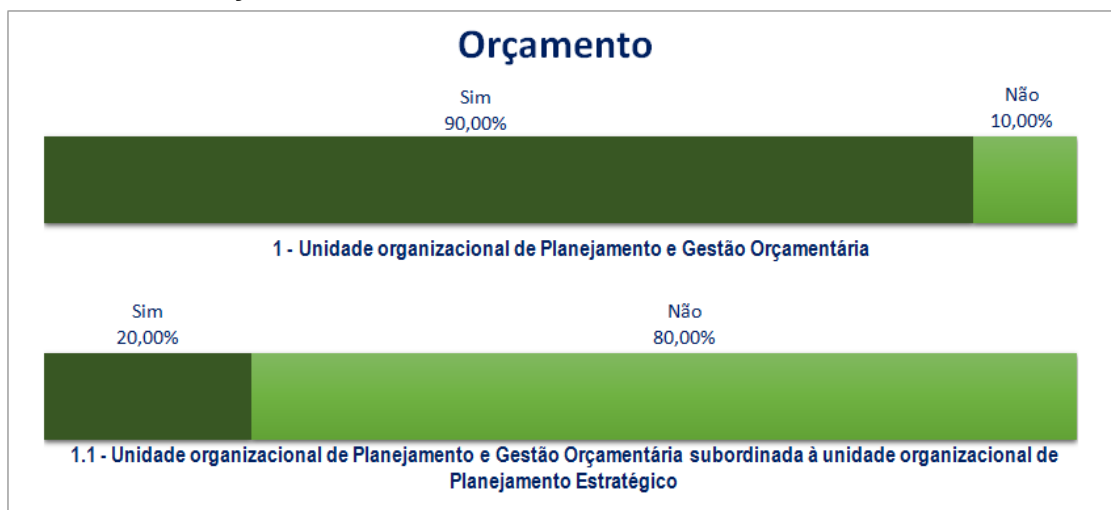 Orçamento
Sim
90,00%
Não
10,00%
1 - Unidade organizacional de Planejamento e Gestão Orçamentária
Sim
20,00%
Não
80,00%
1.1 - Unidade organizacional de Planejamento e Gestão Orçamentária subordinada à unidade organizacional de
Planejamento Estratégico